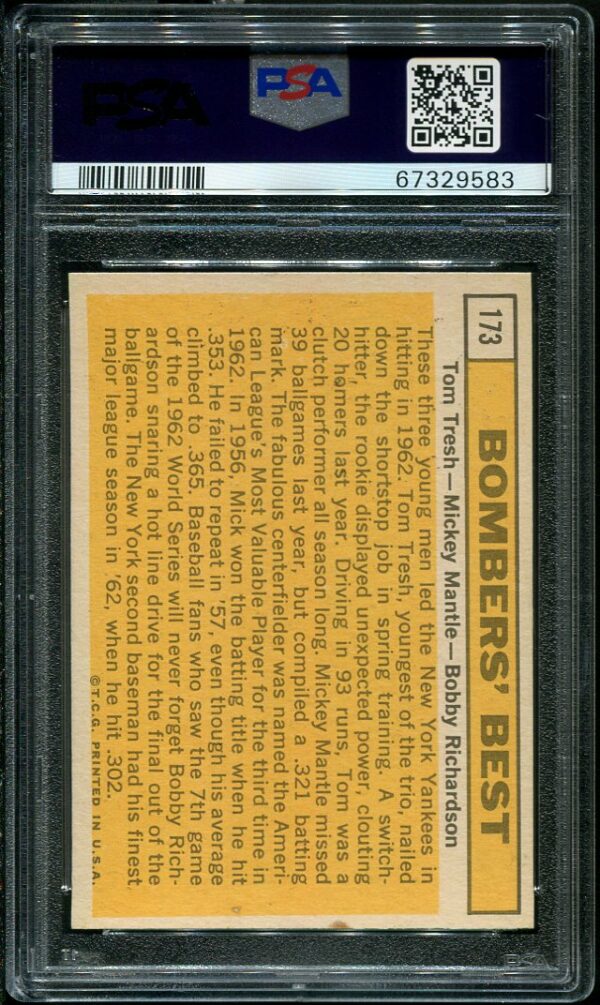 PSA
PSA
67329583
173
BOMBERS' BEST
Tom Tresh—Mickey Mantle—Bobby Richardson
These three young men led the New York Yankees in
hitting in 1962. Tom Tresh, youngest of the trio, nailed
down the shortstop job in spring training. A switch-
hitter, the rookie displayed unexpected power, clouting
20 homers last year. Driving in 93 runs, Tom was a
clutch performer all season long. Mickey Mantle missed
39 ballgames last year, but compiled a .321 batting
mark. The fabulous centerfielder was named the Ameri-
can League's Most Valuable Player for the third time in
1962. In 1956, Mick won the batting title when he hit
.353. He failed to repeat in '57, even though his average
climbed to .365. Baseball fans who saw the 7th game
of the 1962 World Series will never forget Bobby Rich-
ardson snaring a hot line drive for the final out of the
ballgame. The New York second baseman had his finest
major league season in '62, when he hit .302.
©T.C.G. PRINTED IN U.S.A.